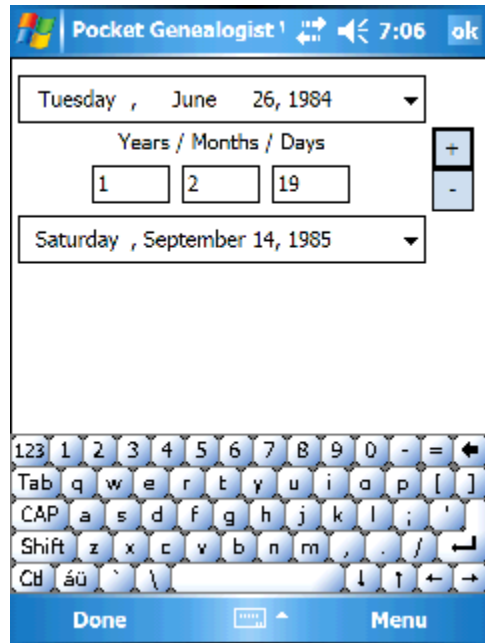 Pocket Genealogist 7:06 ok
Tuesday , June 26, 1984
Years / Months / Days
+
1 2 19
-
Saturday , September 14, 1985
123 1 2 3 4 5 6 7 8 9 0 - =
Tab q w e r t y u i o p [ ]
CAP a s d f g h j k l ; '
Shift z x c v b n m , . /
Ctl áü ` \
Done Menu